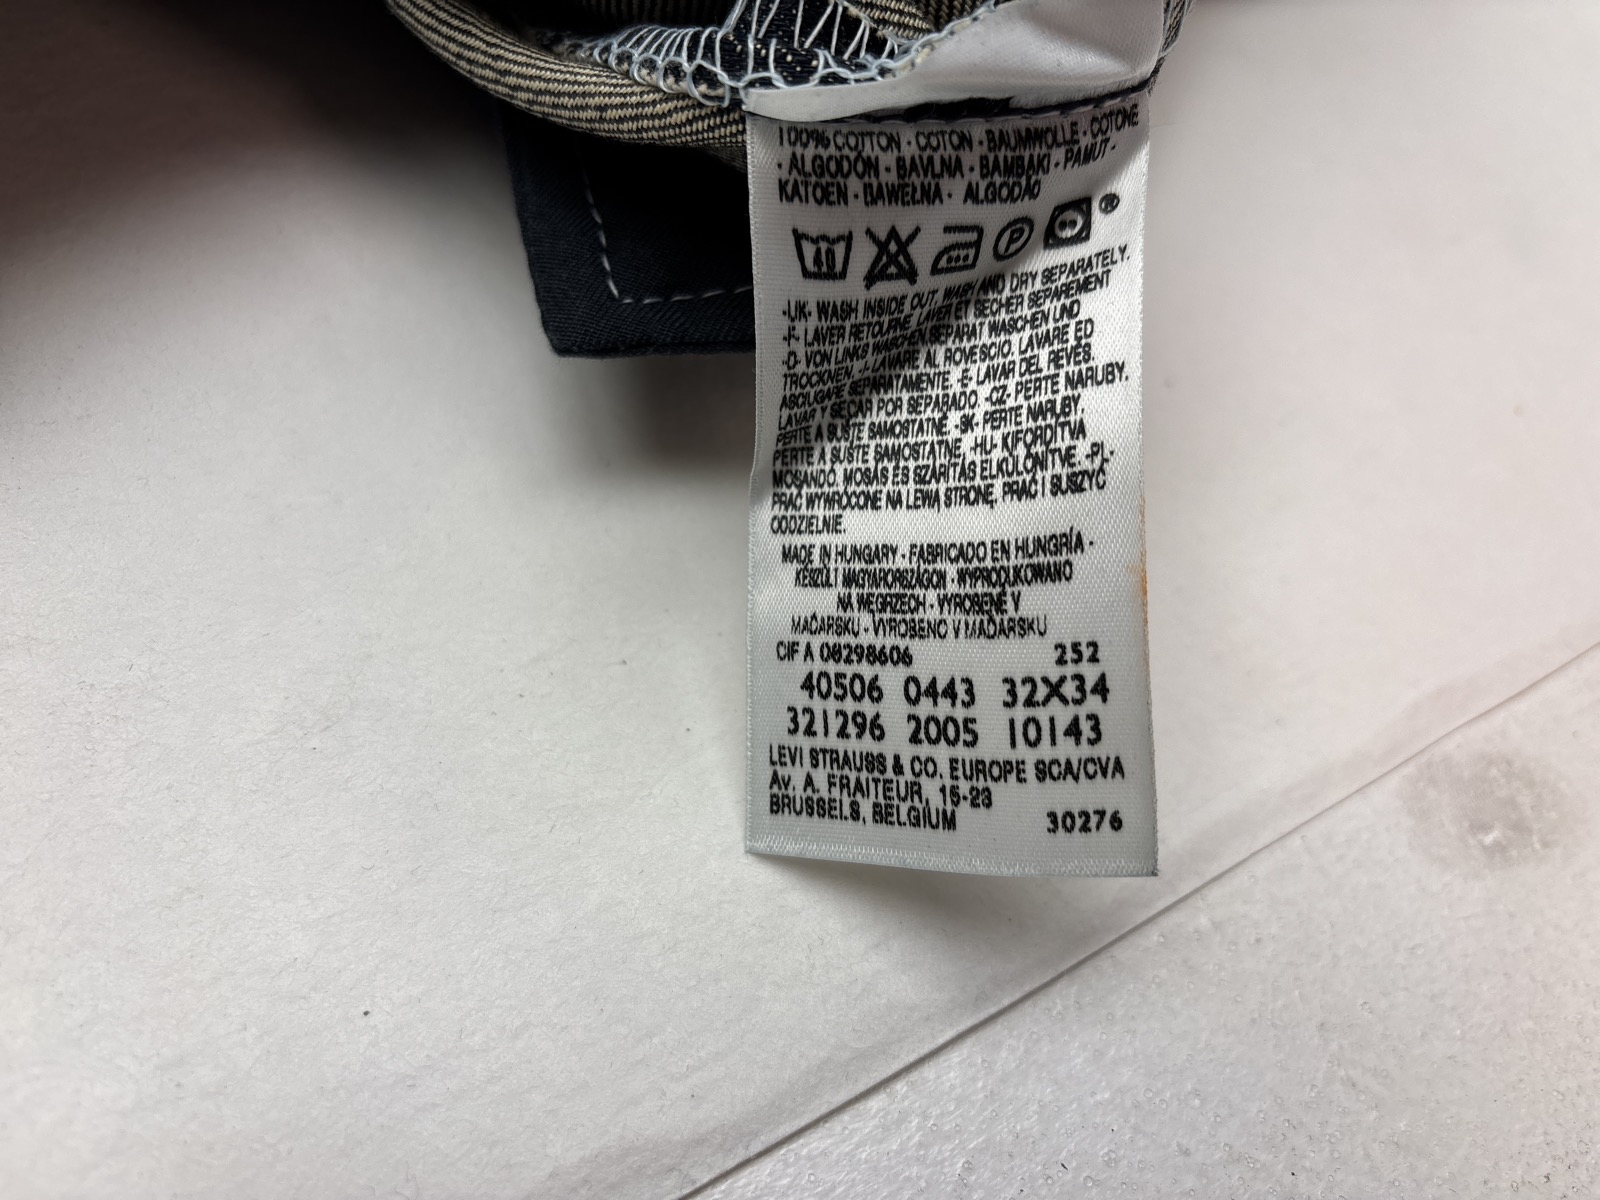 100% COTTON - COTON - BAUMWOLLE - COTONE
- ALGODÓN - BAVLNA - BAMBAKI - PAMUT -
KATOEN - BAWEŁNA - ALGODÃO
40 P ®
-UK- WASH INSIDE OUT, WASH AND DRY SEPARATELY.
-F- LAVER RETOURNE, LAVER ET SECHER SEPAREMENT
-D- VON LINKS WASCHEN SEPARAT WASCHEN UND
TROCKNEN. -I- LAVARE AL ROVESCIO. LAVARE ED
ASCIUGARE SEPARATAMENTE. -E- LAVAR DEL REVES.
LAVAR Y SECAR POR SEPARADO. -CZ- PERTE NARUBY.
PERTE A SUŠTE SAMOSTATNĚ. -SK- PERTE NARUBY.
PERTE A SUŠTE SAMOSTATNE. -HU- KIFORDÍTVA
MOSANDÓ. MOSÁS ÉS SZÁRÍTÁS ELKÜLÖNÍTVE. -PL-
PRAĆ WYWRÓCONE NA LEWĄ STRONĘ, PRAĆ I SUSZYĆ
ODDZIELNIE.
MADE IN HUNGARY - FABRICADO EN HUNGRÍA -
KÉSZÜLT MAGYARORSZÁGON - WYPRODUKOWANO
NA WĘGRZECH - VYROBENÉ V
MAĎARSKU - VYROBENO V MAĎARSKU
CIF A 08298606 252
40506 0443 32X34
321296 2005 10143
LEVI STRAUSS & CO. EUROPE SCA/CVA
Av. A. FRAITEUR, 15-23
BRUSSELS, BELGIUM 30276